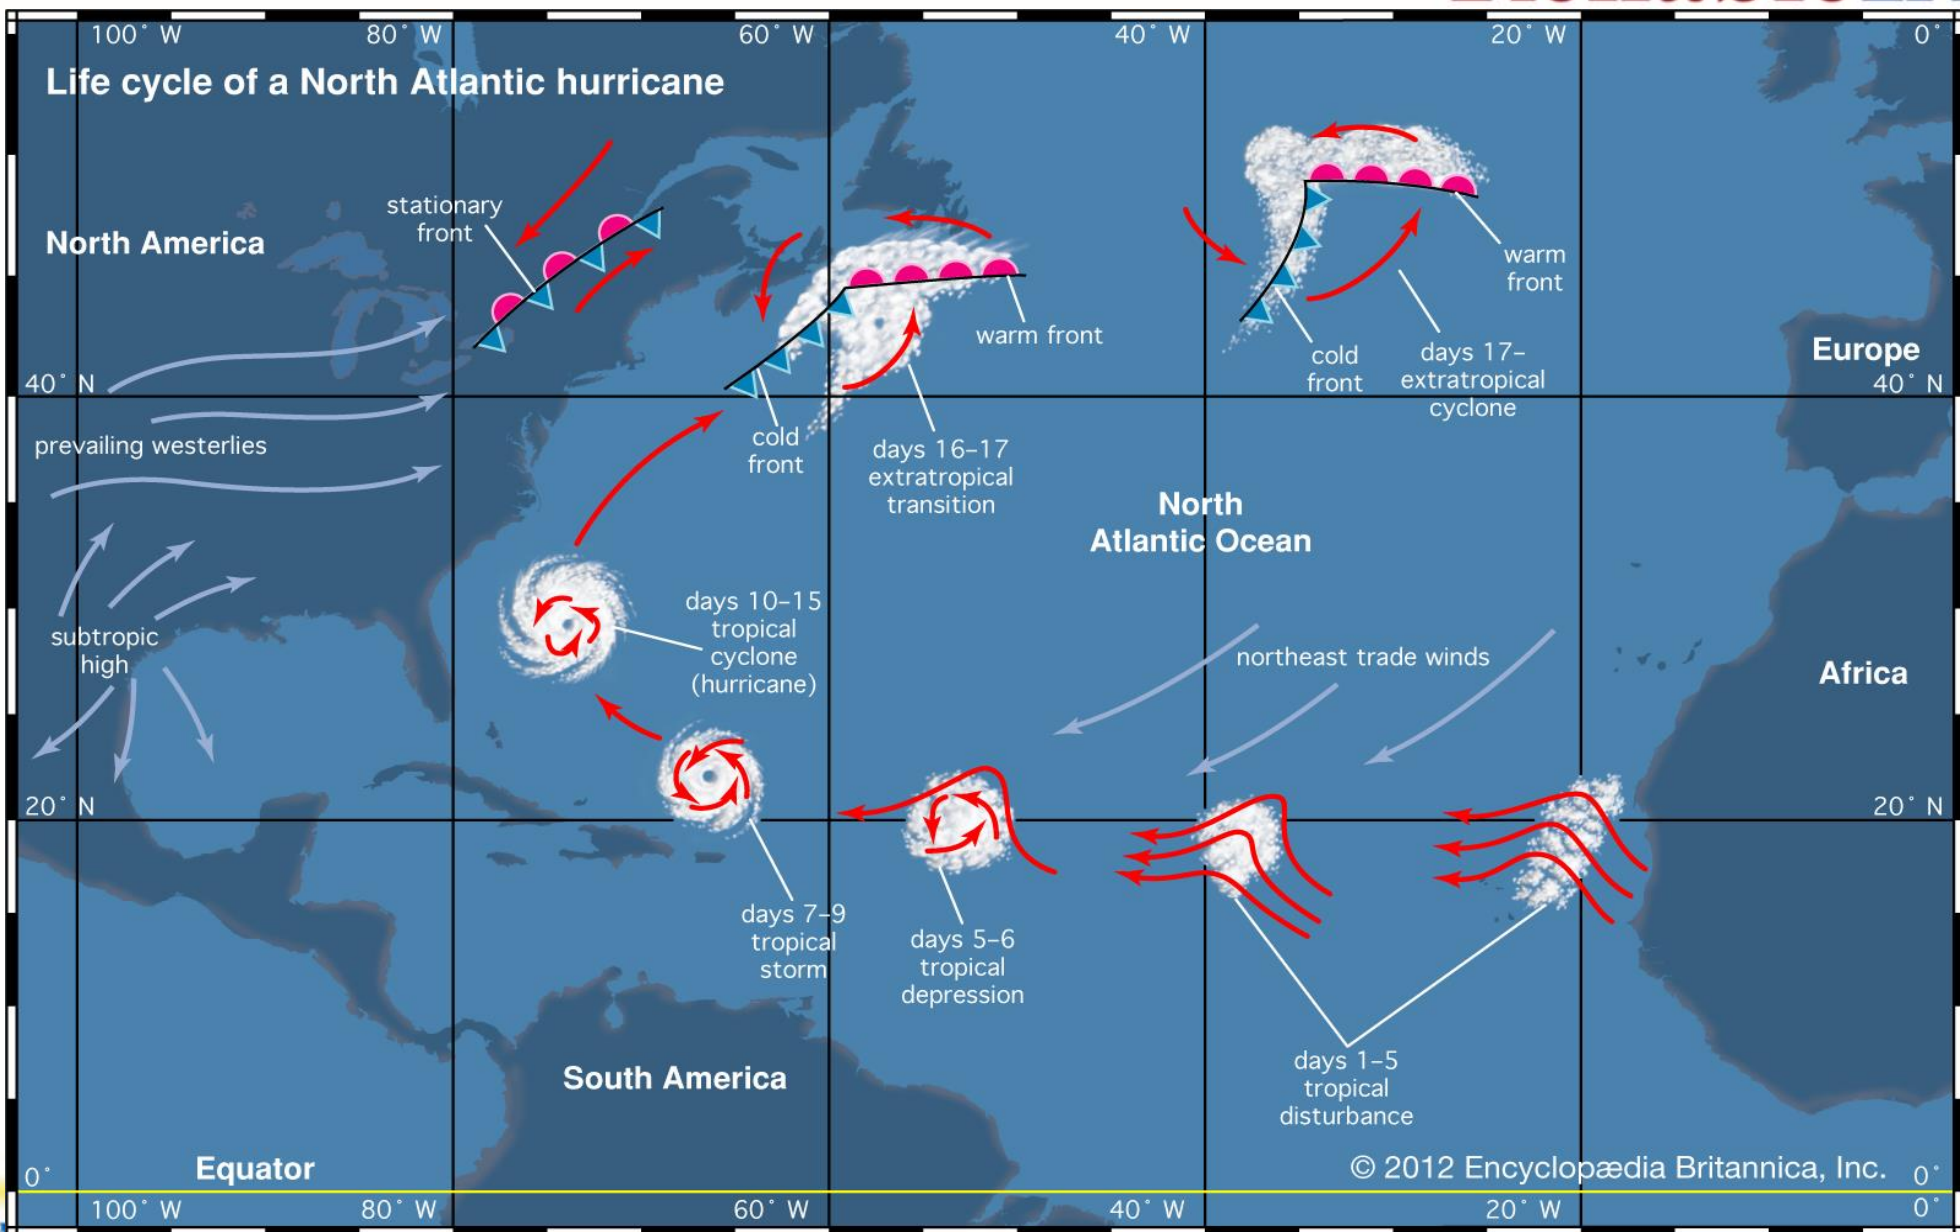 100° W 80° W 60° W 40° W 20° W 0°
Life cycle of a North Atlantic hurricane
stationary
front
North America
warm
front
warm front
cold
front
days 17–
extratropical
cyclone
Europe
40° N 40° N
prevailing westerlies
cold
front
days 16–17
extratropical
transition
North
Atlantic Ocean
days 10–15
tropical
cyclone
(hurricane)
subtropic
high
northeast trade winds
Africa
20° N 20° N
days 7–9
tropical
storm
days 5–6
tropical
depression
days 1–5
tropical
disturbance
South America
Equator
© 2012 Encyclopædia Britannica, Inc.
0° 0°
100° W 80° W 60° W 40° W 20° W 0°